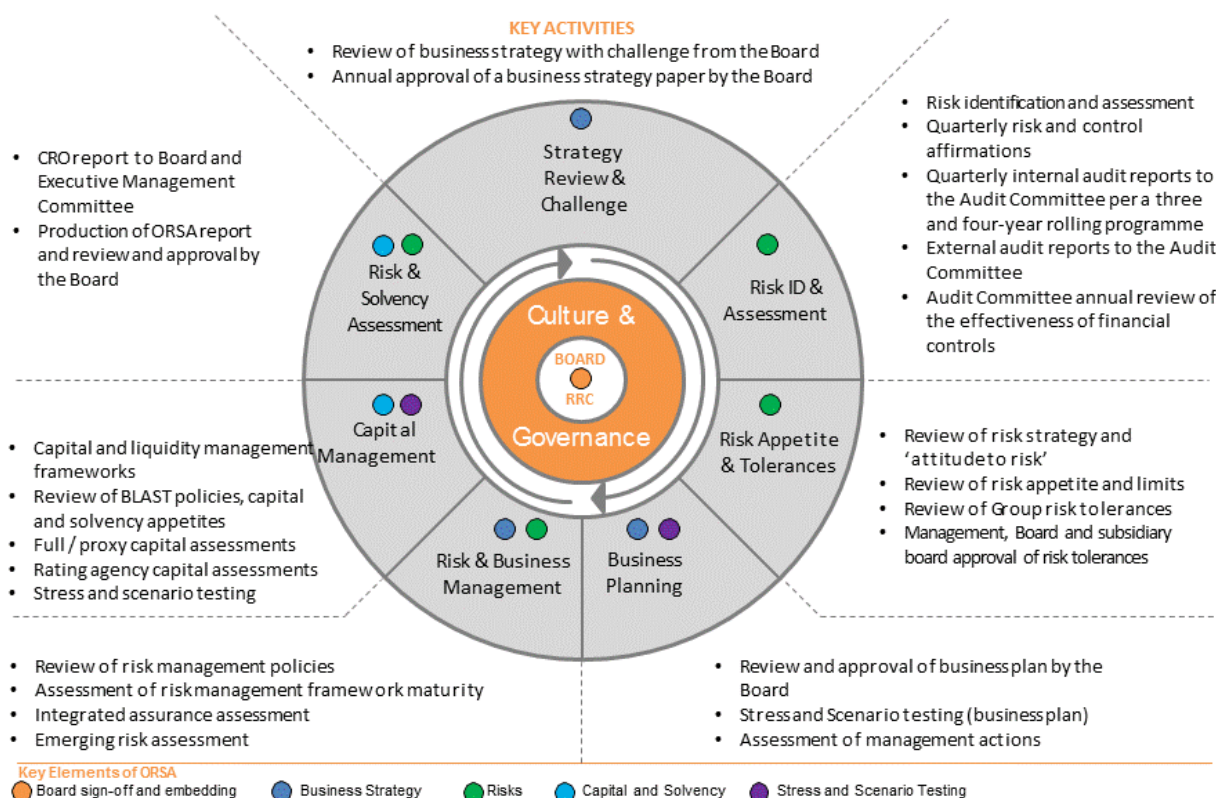 KEY ACTIVITIES
• Review of business strategy with challenge from the Board
• Annual approval of a business strategy paper by the Board
• Risk identification and assessment
• Quarterly risk and control
affirmations
• Quarterly internal audit reports to
the Audit Committee per a three
and four-year rolling programme
• External audit reports to the Audit
Committee
• Audit Committee annual review of
the effectiveness of financial
controls
• CRO report to Board and
Executive Management
Committee
• Production of ORSA report
and review and approval by
the Board
Strategy
Review &
Challenge
Risk &
Solvency
Assessment
Risk ID &
Assessment
Culture &
BOARD
RRC
Governance
Capital
Management
Risk Appetite
& Tolerances
Risk & Business
Management
Business
Planning
• Capital and liquidity management
frameworks
• Review of BLAST policies, capital
and solvency appetites
• Full / proxy capital assessments
• Rating agency capital assessments
• Stress and scenario testing
• Review of risk strategy and
‘attitude to risk’
• Review of risk appetite and limits
• Review of Group risk tolerances
• Management, Board and subsidiary
board approval of risk tolerances
• Review of risk management policies
• Assessment of risk management framework maturity
• Integrated assurance assessment
• Emerging risk assessment
• Review and approval of business plan by the
Board
• Stress and Scenario testing (business plan)
• Assessment of management actions
Key Elements of ORSA
Board sign-off and embedding
Business Strategy
Risks
Capital and Solvency
Stress and Scenario Testing